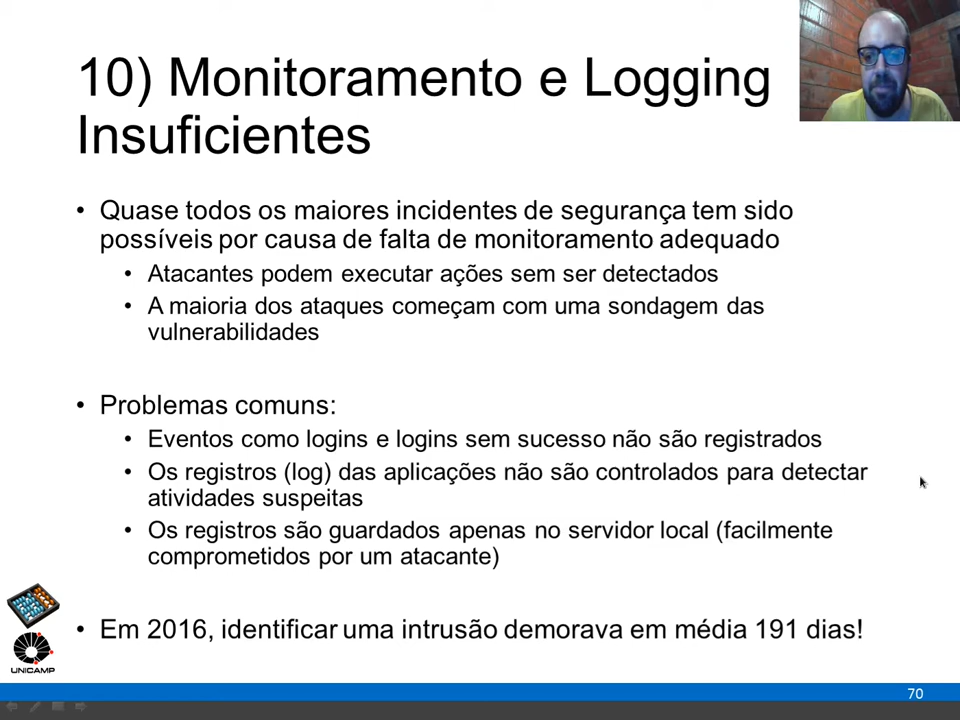 10) Monitoramento e Logging
Insuficientes
• Quase todos os maiores incidentes de segurança tem sido
possíveis por causa de falta de monitoramento adequado
• Atacantes podem executar ações sem ser detectados
• A maioria dos ataques começam com uma sondagem das
vulnerabilidades
• Problemas comuns:
• Eventos como logins e logins sem sucesso não são registrados
• Os registros (log) das aplicações não são controlados para detectar
atividades suspeitas
• Os registros são guardados apenas no servidor local (facilmente
comprometidos por um atacante)
• Em 2016, identificar uma intrusão demorava em média 191 dias!
UNICAMP
70